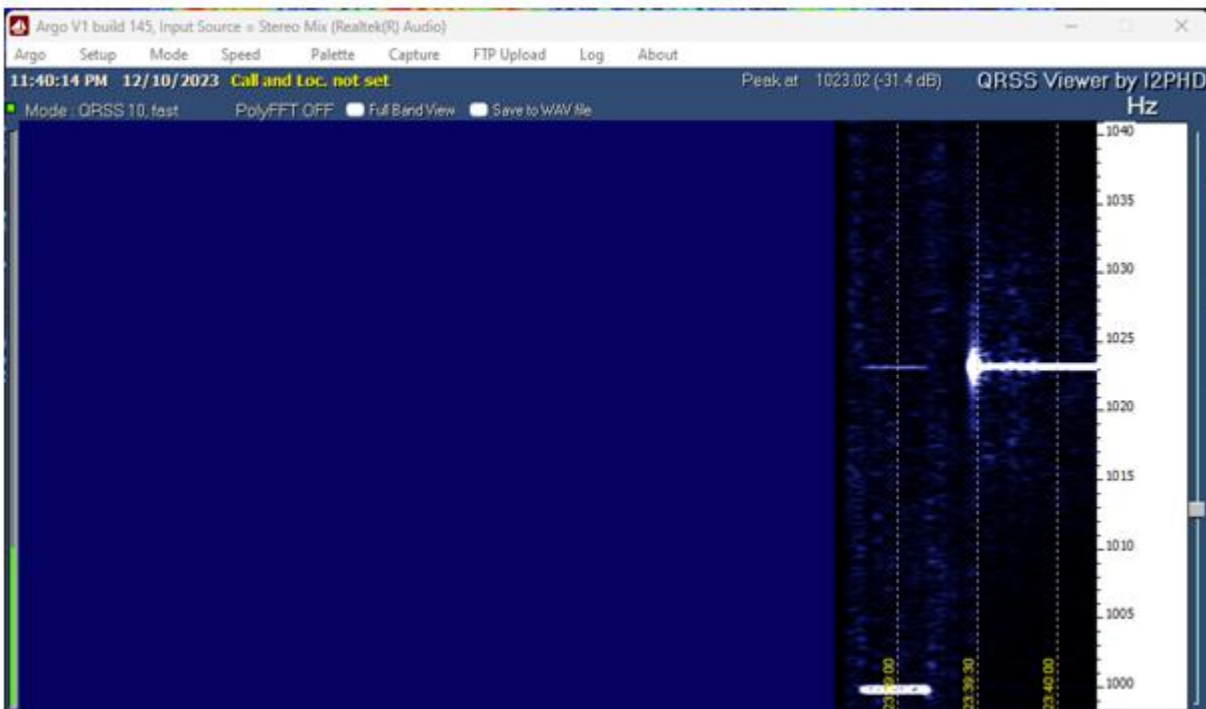 Argo V1 build 145, Input Source = Stereo Mix (Realtek(R) Audio)
Argo Setup Mode Speed Palette Capture FTP Upload Log About
11:40:14 PM 12/10/2023 Call and Loc. not set Peak at 1023.02 (-31.4 dB) QRSS Viewer by I2PHD
Mode : QRSS 10, fast PolyFFT OFF Full Band View Save to WAV file Hz
1040
1035
1030
1025
1020
1015
1010
1005
1000
23:39:00 23:39:30 23:40:00